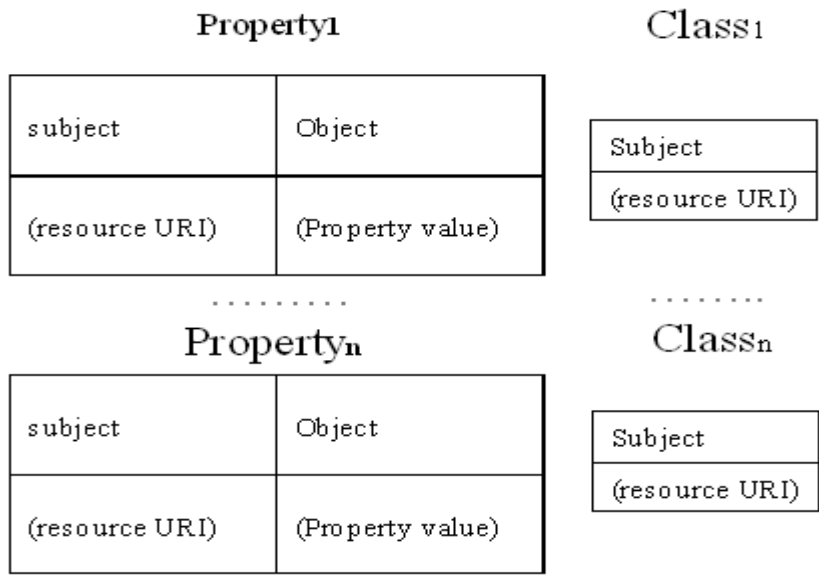 Property1
Class1
subject Object
Subject
(resource URI) (Property value)
(resource URI)
.......... ........
Propertyn
Classn
subject Object
Subject
(resource URI) (Property value)
(resource URI)